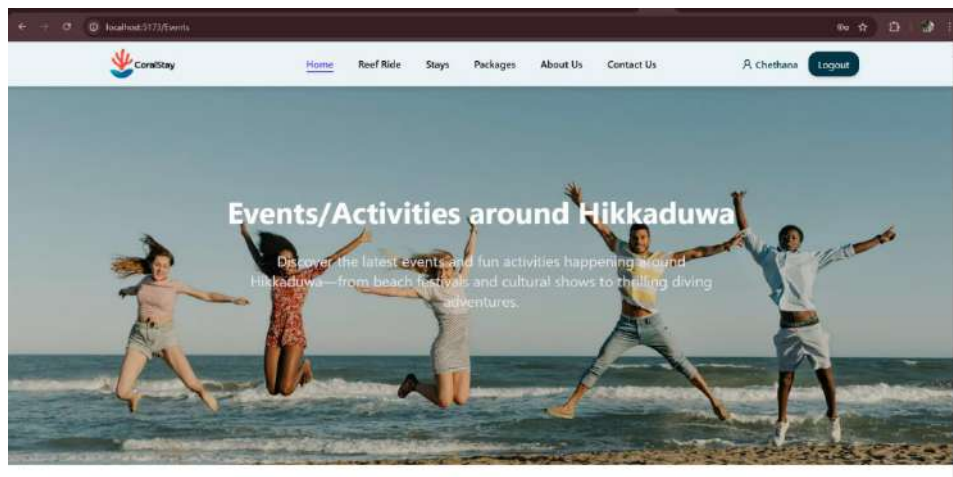 localhost:5173/Events
CoralStay
Home Reef Ride Stays Packages About Us Contact Us
Chethana Logout
Events/Activities around Hikkaduwa
Discover the latest events and fun activities happening around
Hikkaduwa—from beach festivals and cultural shows to thrilling diving
adventures.